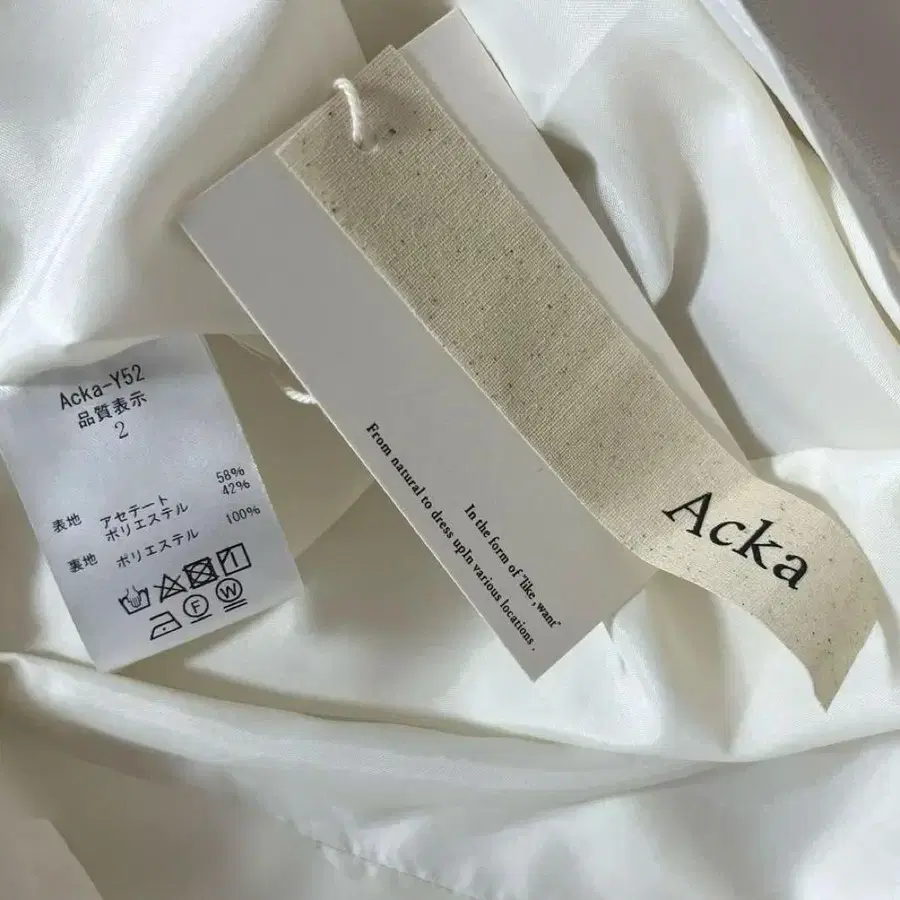 Acka-Y52
品質表示
2
表地 アセテート 58%
ポリエステル 42%
裏地 ポリエステル 100%
F W
In the form of "like , want"
From natural to dress upIn various locations .
Acka